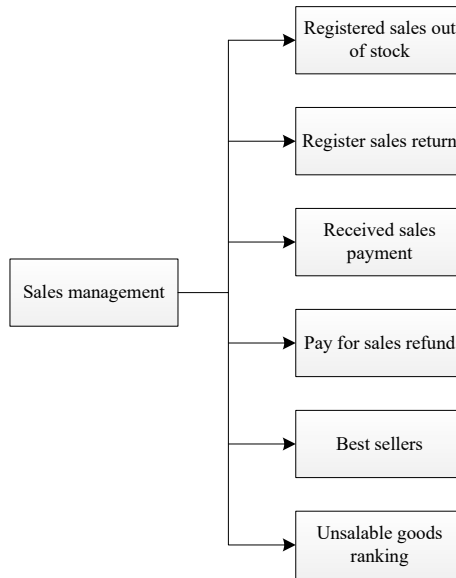 Registered sales out
of stock
Register sales return
Received sales
payment
Sales management
Pay for sales refund
Best sellers
Unsalable goods
ranking